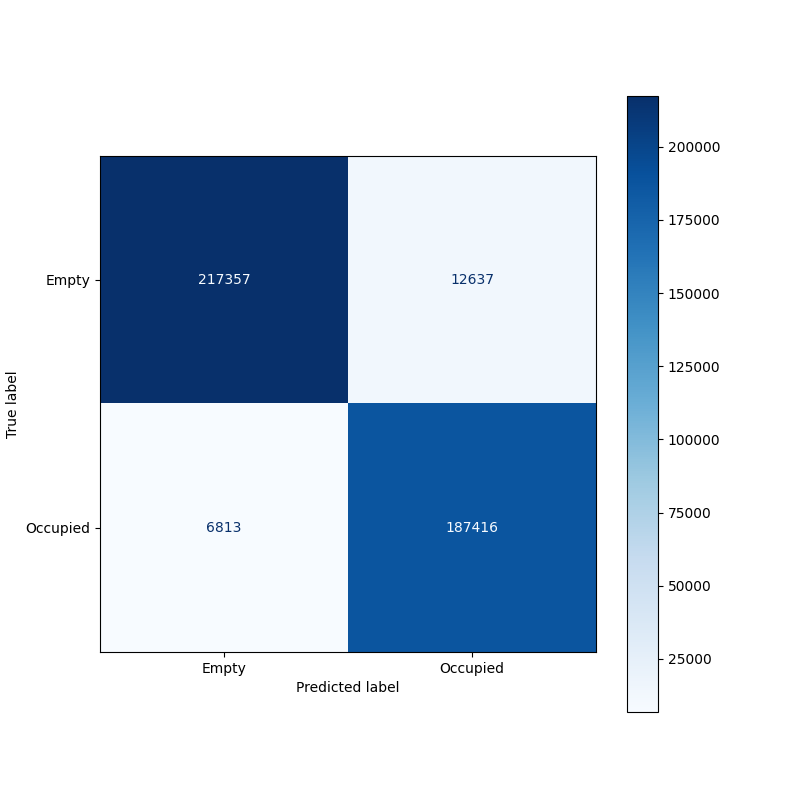 Empty
Occupied
True label
217357
12637
6813
187416
Empty
Occupied
Predicted label
200000
175000
150000
125000
100000
75000
50000
25000